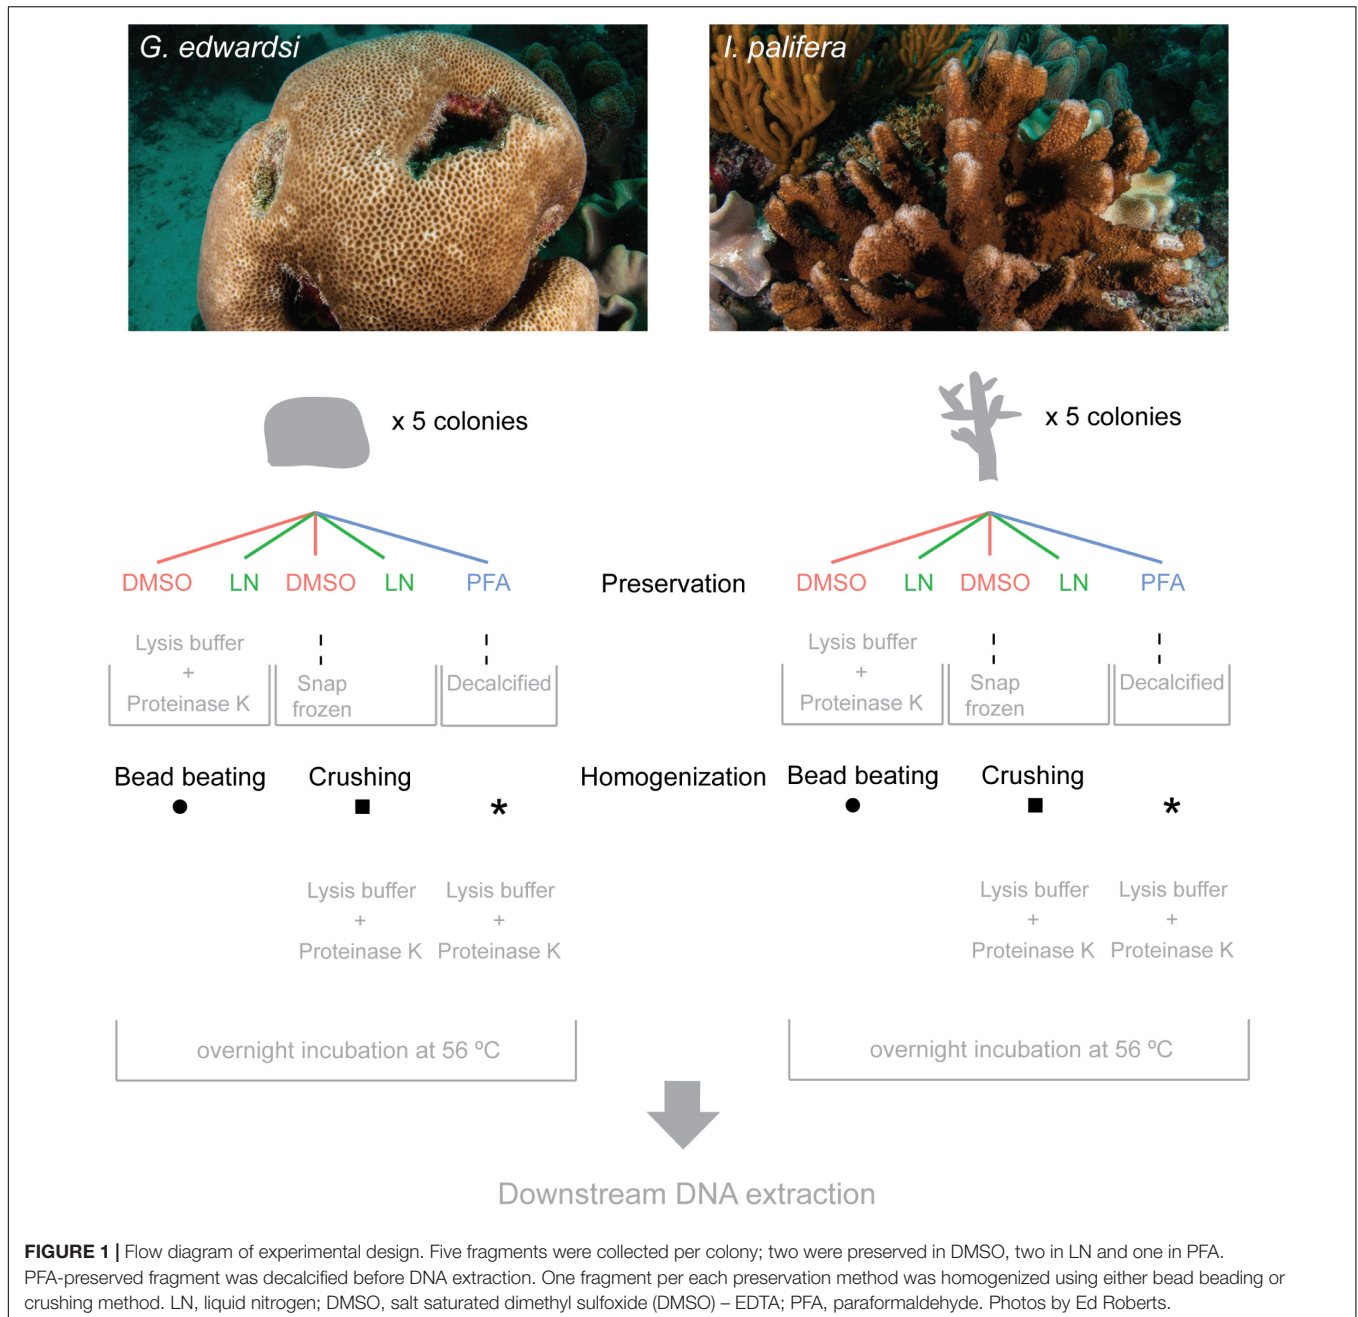 G. edwardsi
I. palifera
x 5 colonies
x 5 colonies
DMSO LN DMSO LN PFA Preservation DMSO LN DMSO LN PFA
Lysis buffer
+
Proteinase K
Snap
frozen
Decalcified
Lysis buffer
+
Proteinase K
Snap
frozen
Decalcified
Bead beating Crushing Homogenization Bead beating Crushing
* *
Lysis buffer
+
Proteinase K
Lysis buffer
+
Proteinase K
Lysis buffer
+
Proteinase K
Lysis buffer
+
Proteinase K
overnight incubation at 56 ºC
overnight incubation at 56 ºC
Downstream DNA extraction
FIGURE 1 | Flow diagram of experimental design. Five fragments were collected per colony; two were preserved in DMSO, two in LN and one in PFA.
PFA-preserved fragment was decalcified before DNA extraction. One fragment per each preservation method was homogenized using either bead beading or
crushing method. LN, liquid nitrogen; DMSO, salt saturated dimethyl sulfoxide (DMSO) – EDTA; PFA, paraformaldehyde. Photos by Ed Roberts.